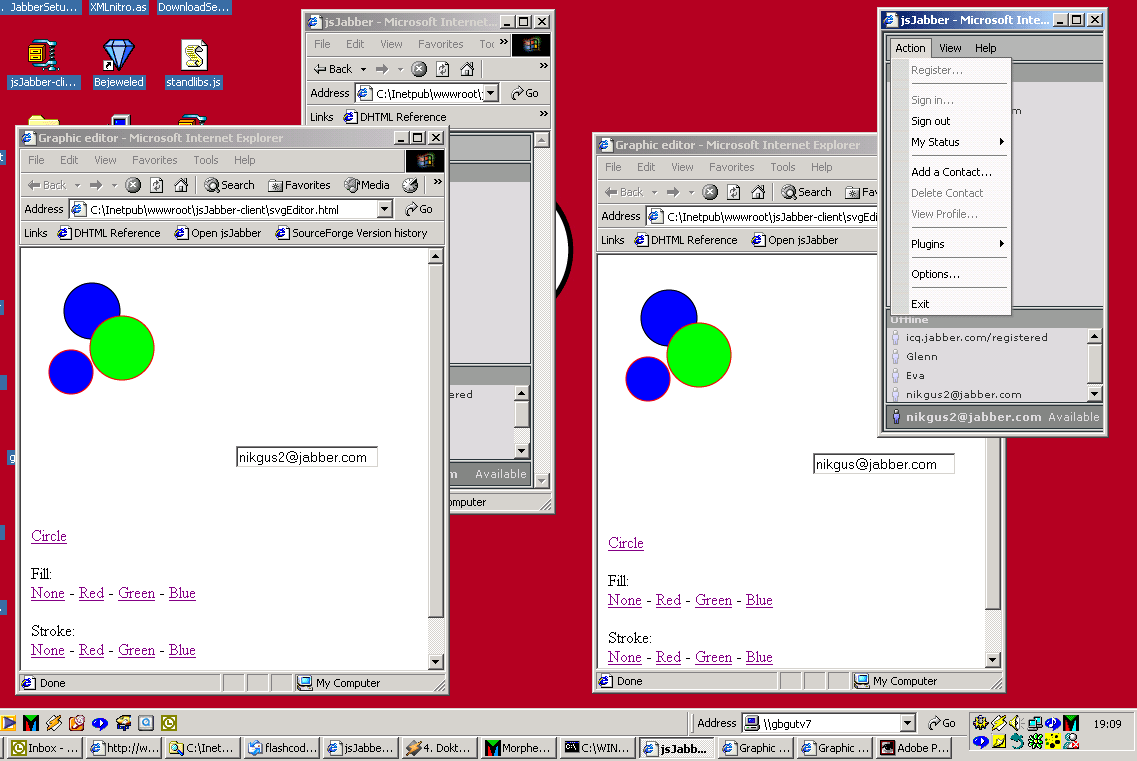 JabberSetu...
XMLnitro.as
DownloadSe...
jsJabber-cli...
Bejeweled
standlibs.js
jsJabber - Microsoft Internet...
File Edit View Favorites »
Back »
Address C:\Inetpub\wwwroot\ Go
Links DHTML Reference »
Available
Graphic editor - Microsoft Internet Explorer
File Edit View Favorites Tools Help
Back Search Favorites Media »
Address C:\Inetpub\wwwroot\jsJabber-client\svgEditor.html Go
Links DHTML Reference Open jsJabber SourceForge Version history
nikgus2@jabber.com
Circle
Fill:
None - Red - Green - Blue
Stroke:
None - Red - Green - Blue
Done My Computer
Graphic editor - Microsoft Internet Explorer
File Edit View Favorites Tools Help
Back Search Fav
Address C:\Inetpub\wwwroot\jsJabber-client\svgEdi
Links DHTML Reference Open jsJabber
nikgus@jabber.com
Circle
Fill:
None - Red - Green - Blue
Stroke:
None - Red - Green - Blue
Done My Computer
jsJabber - Microsoft Inte...
Action View Help
Register...
Sign in...
Sign out
My Status
Add a Contact...
Delete Contact
View Profile...
Plugins
Options...
Exit
Offline
icq.jabber.com/registered
Glenn
Eva
nikgus2@jabber.com
nikgus2@jabber.com Available
Address \\gbgutv7 Go
19:09
Inbox - ...
http://w...
C:\Inet...
flashcod...
jsJabbe...
4. Dokt...
Morphe...
C:\WIN...
jsJabb...
Graphic ...
Graphic ...
Adobe P...